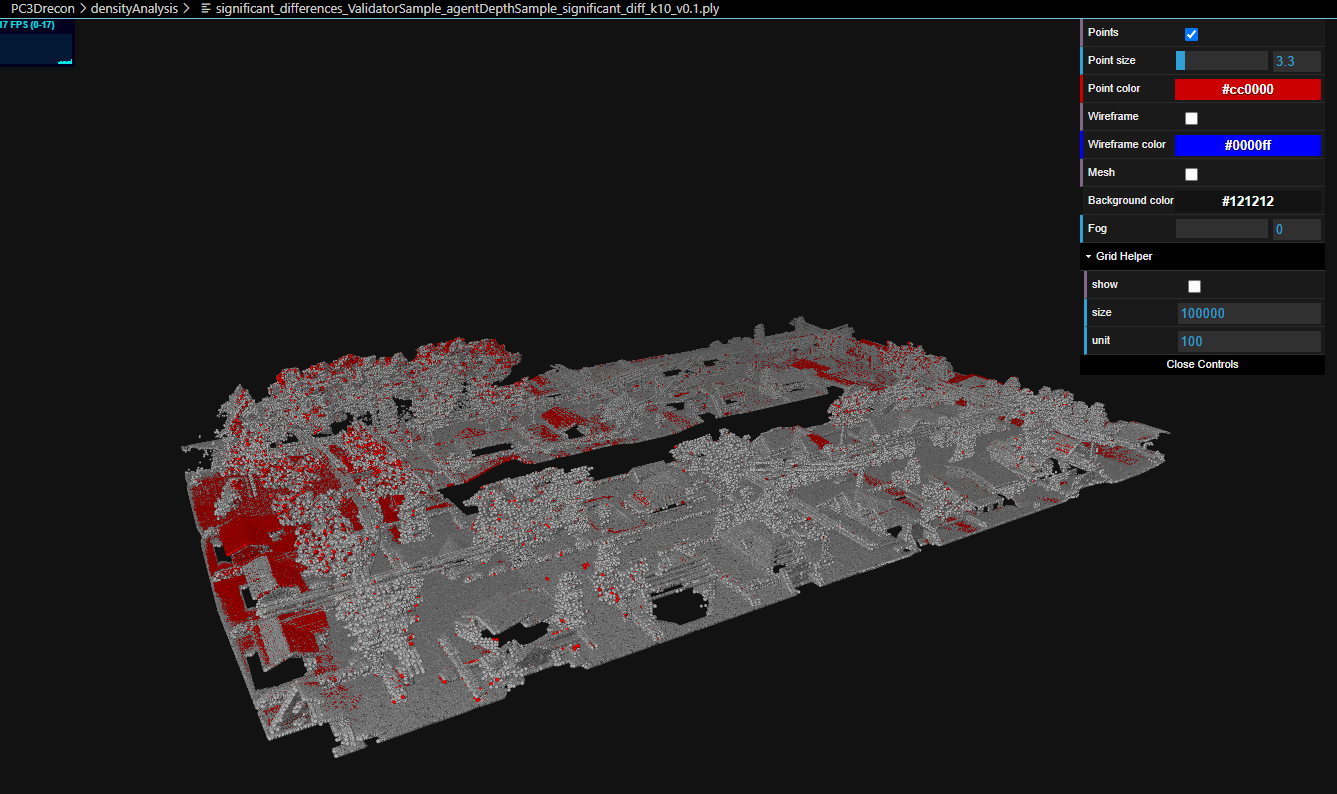 PC3Drecon > densityAnalysis > significant_differences_ValidatorSample_agentDepthSample_significant_diff_k10_v0.1.ply
17 FPS (0-17)
Points
Point size 3.3
Point color #cc0000
Wireframe
Wireframe color #0000ff
Mesh
Background color #121212
Fog 0
Grid Helper
show
size 100000
unit 100
Close Controls